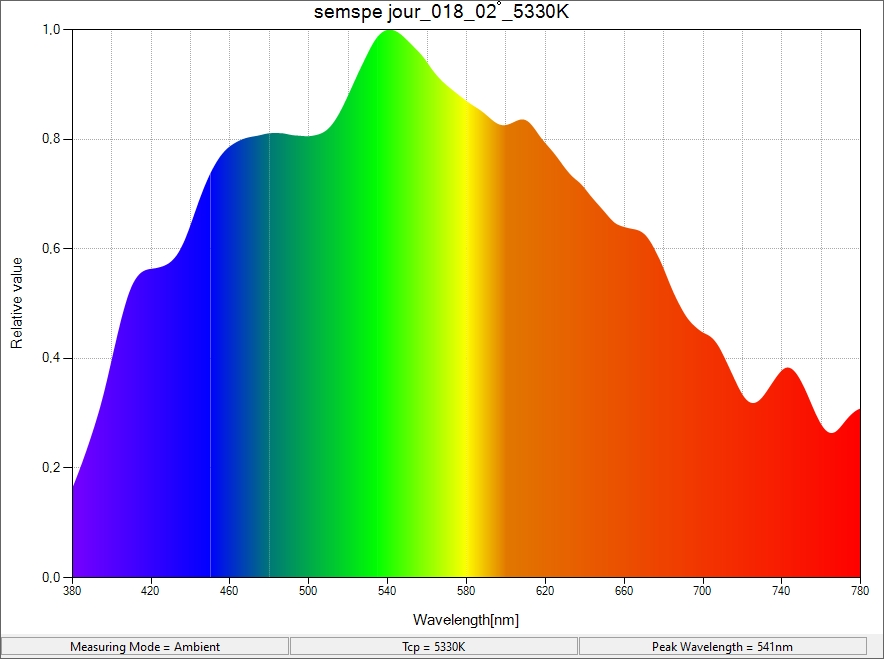 semspe jour_018_02°_5330K
1,0
0,8
0,6
0,4
0,2
0,0
Relative value
380 420 460 500 540 580 620 660 700 740 780
Wavelength[nm]
Measuring Mode = Ambient Tcp = 5330K Peak Wavelength = 541nm